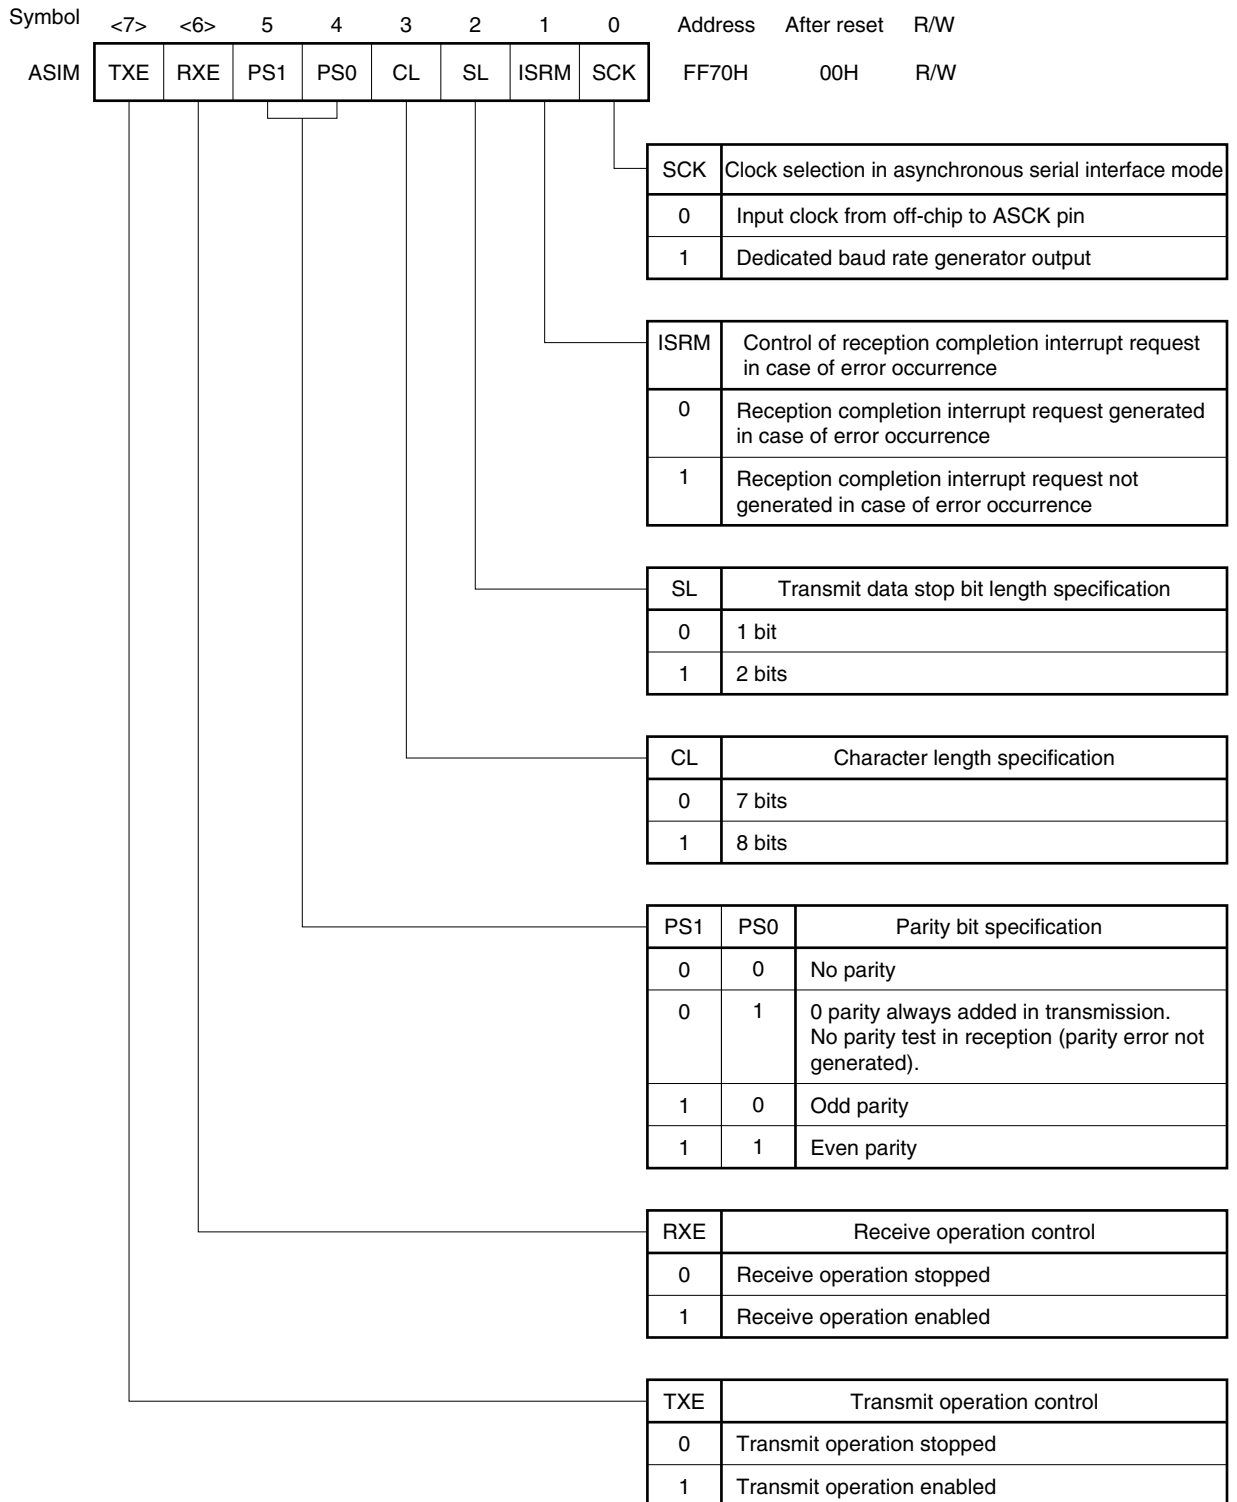 Symbol <7> <6> 5 4 3 2 1 0 Address After reset R/W
ASIM TXE RXE PS1 PS0 CL SL ISRM SCK FF70H 00H R/W
SCK Clock selection in asynchronous serial interface mode
0 Input clock from off-chip to ASCK pin
1 Dedicated baud rate generator output
ISRM Control of reception completion interrupt request
in case of error occurrence
0 Reception completion interrupt request generated
in case of error occurrence
1 Reception completion interrupt request not
generated in case of error occurrence
SL Transmit data stop bit length specification
0 1 bit
1 2 bits
CL Character length specification
0 7 bits
1 8 bits
PS1 PS0 Parity bit specification
0 0 No parity
0 1 0 parity always added in transmission.
No parity test in reception (parity error not
generated).
1 0 Odd parity
1 1 Even parity
RXE Receive operation control
0 Receive operation stopped
1 Receive operation enabled
TXE Transmit operation control
0 Transmit operation stopped
1 Transmit operation enabled